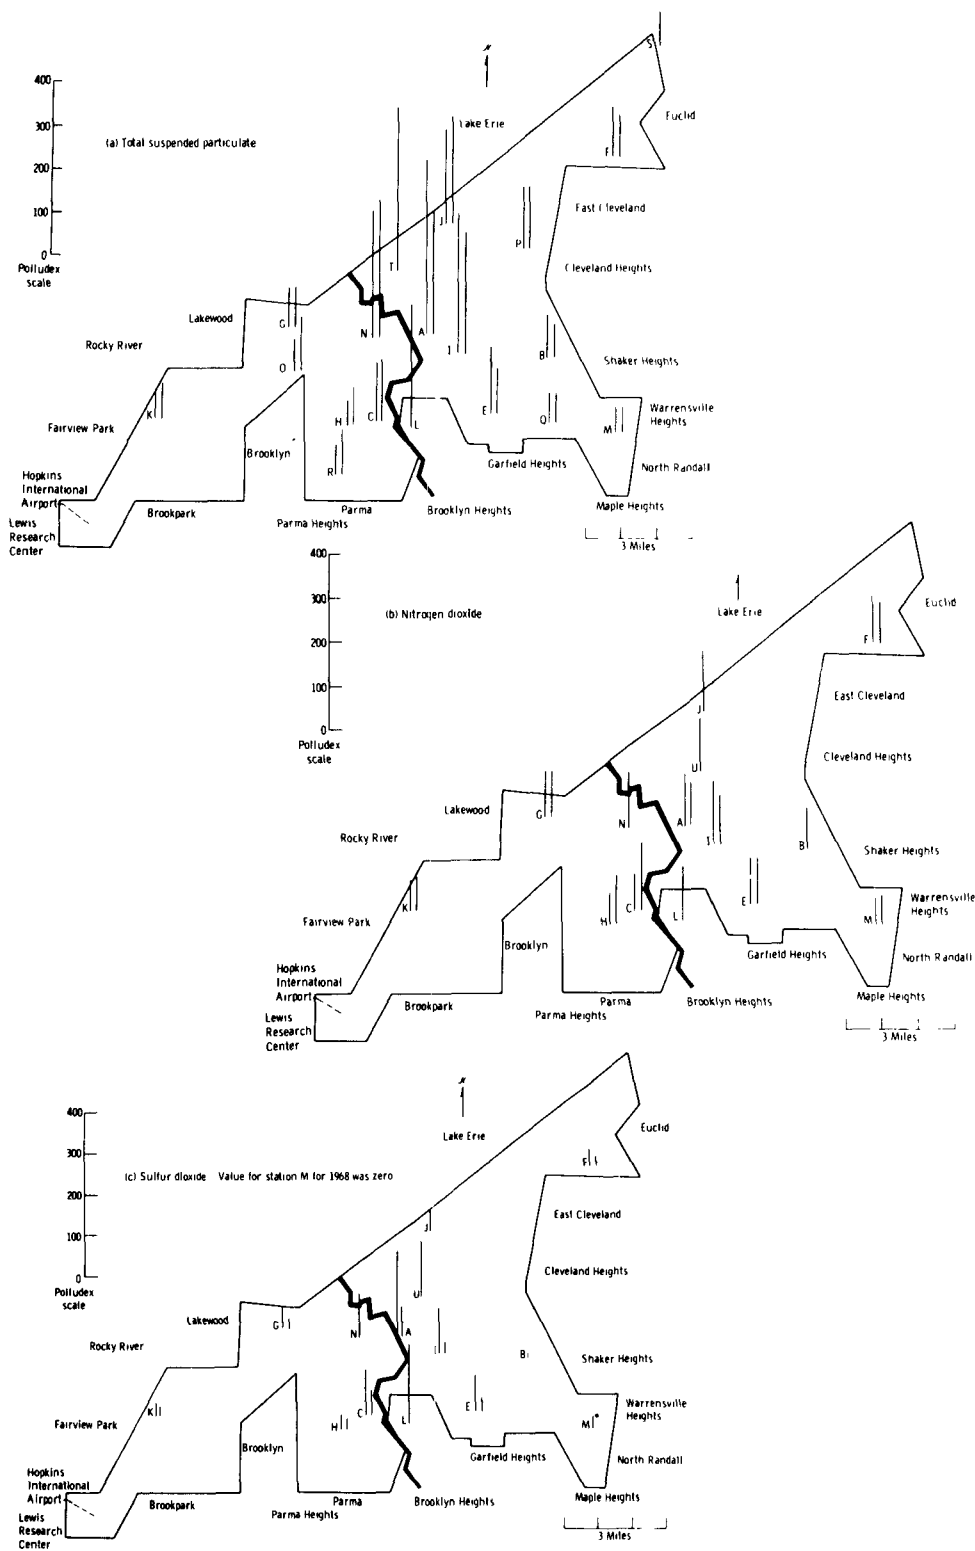 S
N
400
300
200
100
0
Polludex
scale
(a) Total suspended particulate
Lake Erie
Euclid
F
East Cleveland
P
J
Cleveland Heights
T
Lakewood
G
N
A
I
B
Rocky River
O
Shaker Heights
K
Fairview Park
H
C
L
E
Q
M
Warrensville
Heights
Brooklyn
R
Garfield Heights
North Randall
Hopkins
International
Airport
Lewis
Research
Center
Brookpark
Parma Heights
Parma
Brooklyn Heights
Maple Heights
3 Miles
400
300
200
100
0
Polludex
scale
(b) Nitrogen dioxide
Lake Erie
Euclid
F
East Cleveland
J
Cleveland Heights
U
Lakewood
G
N
A
I
B
Rocky River
Shaker Heights
K
Fairview Park
H
C
L
E
M
Warrensville
Heights
Brooklyn
Garfield Heights
North Randall
Hopkins
International
Airport
Lewis
Research
Center
Brookpark
Parma Heights
Parma
Brooklyn Heights
Maple Heights
3 Miles
N
400
300
200
100
0
Polludex
scale
(c) Sulfur dioxide Value for station M for 1968 was zero
Lake Erie
Euclid
F
East Cleveland
J
Cleveland Heights
U
Lakewood
G
N
A
I
B
Rocky River
Shaker Heights
K
Fairview Park
H
C
L
E
M
Warrensville
Heights
Brooklyn
Garfield Heights
North Randall
Hopkins
International
Airport
Lewis
Research
Center
Brookpark
Parma Heights
Parma
Brooklyn Heights
Maple Heights
3 Miles